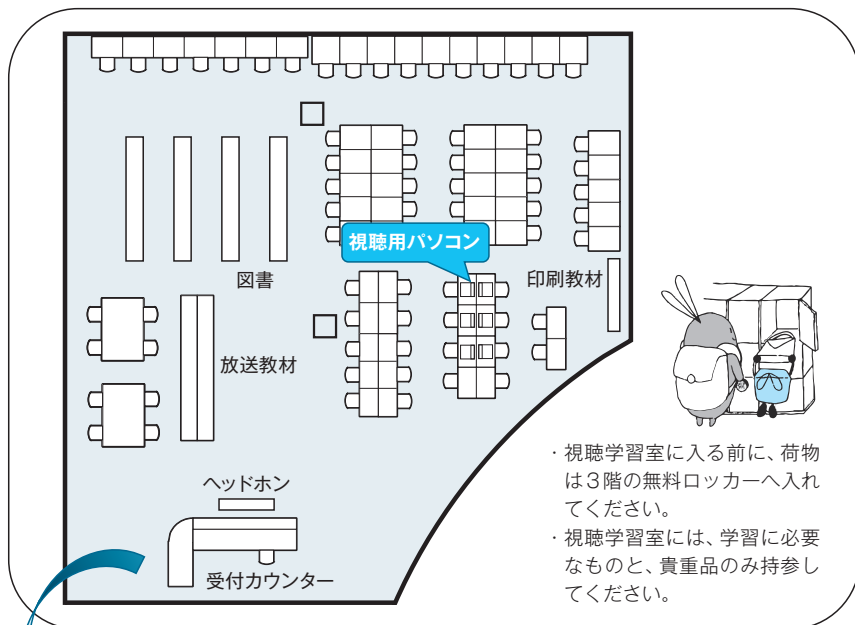 視聴用パソコン
図書
印刷教材
放送教材
ヘッドホン
受付カウンター
・視聴学習室に入る前に、荷物
は3階の無料ロッカーへ入れ
てください。
・視聴学習室には、学習に必要
なものと、貴重品のみ持参し
てください。